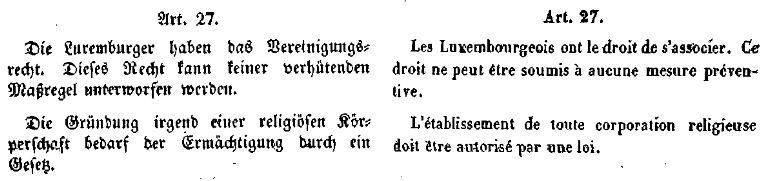 Art. 27.
Die Luxemburger haben das Vereinigungs=
recht. Dieses Recht kann keiner verhütenden
Maßregel unterworfen werden.
Die Gründung irgend einer religiösen Kör=
perschaft bedarf der Ermächtigung durch ein
Gesetz.
Art. 27.
Les Luxembourgeois ont le droit de s'associer. Ce
droit ne peut être soumis à aucune mesure préven-
tive.
L'établissement de toute corporation religieuse
doit être autorisé par une loi.